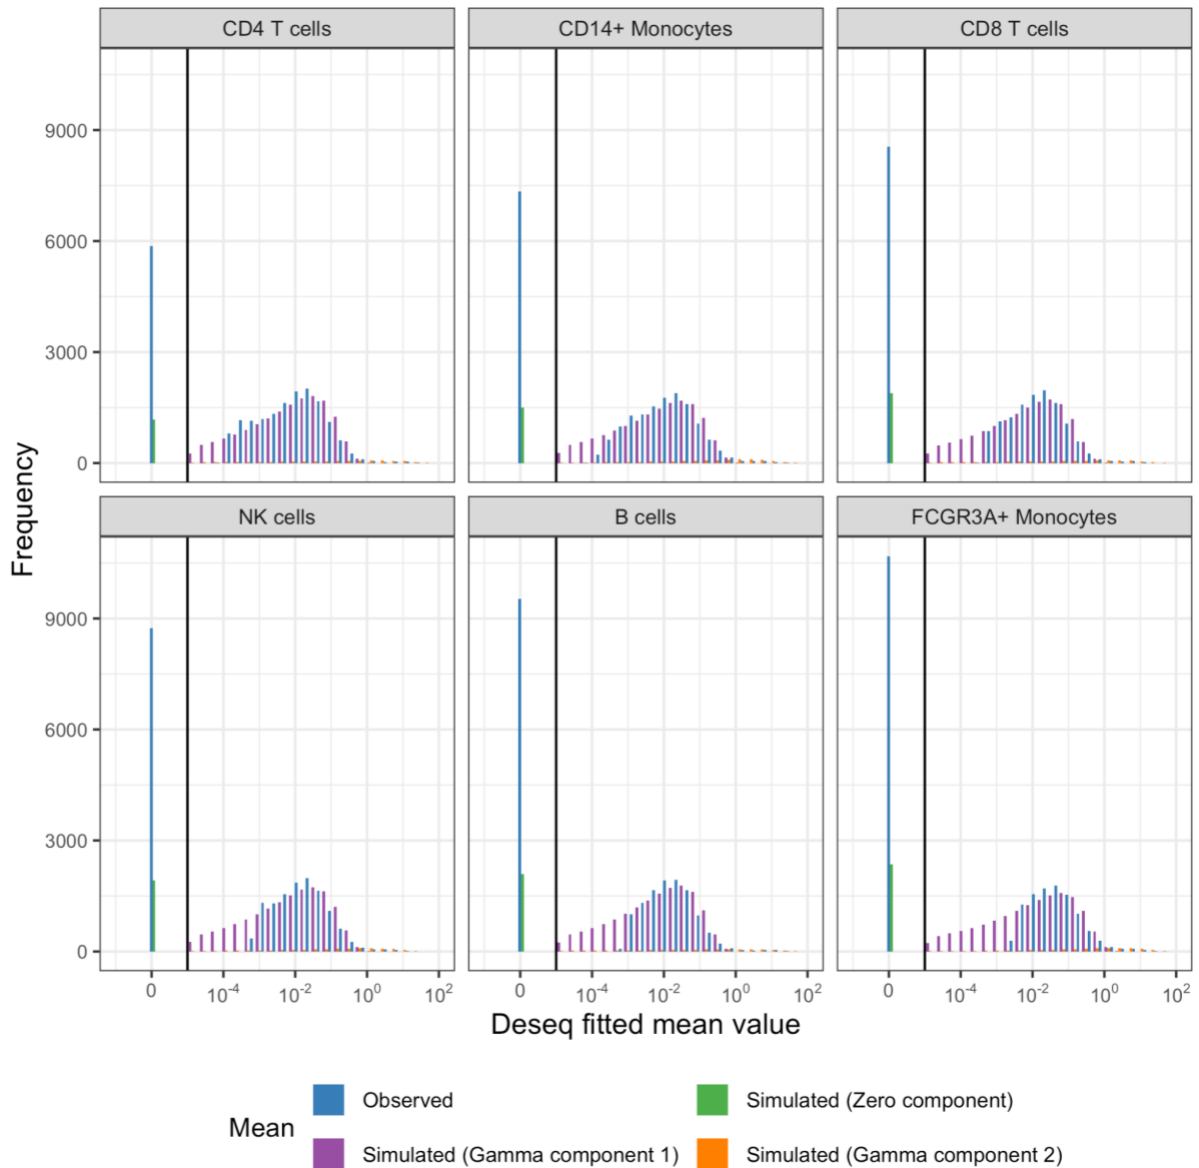 CD4 T cells
CD14+ Monocytes
CD8 T cells
9000
6000
3000
0
NK cells
B cells
FCGR3A+ Monocytes
9000
6000
3000
0
Frequency
0 10⁻⁴ 10⁻² 10⁰ 10²
0 10⁻⁴ 10⁻² 10⁰ 10²
0 10⁻⁴ 10⁻² 10⁰ 10²
Deseq fitted mean value
Mean
Observed
Simulated (Zero component)
Simulated (Gamma component 1)
Simulated (Gamma component 2)